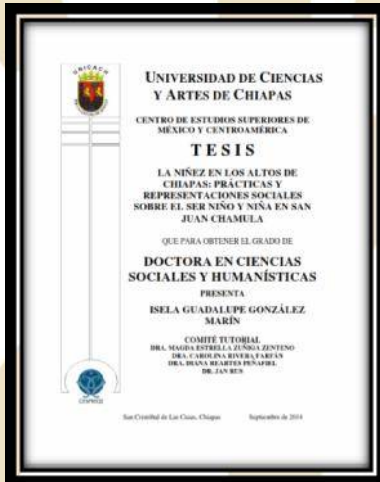 UNICACH
UNIVERSIDAD DE CIENCIAS
Y ARTES DE CHIAPAS
CENTRO DE ESTUDIOS SUPERIORES DE
MÉXICO Y CENTROAMÉRICA
TESIS
LA NIÑEZ EN LOS ALTOS DE
CHIAPAS: PRÁCTICAS Y
REPRESENTACIONES SOCIALES
SOBRE EL SER NIÑO Y NIÑA EN SAN
JUAN CHAMULA
QUE PARA OBTENER EL GRADO DE
DOCTORA EN CIENCIAS
SOCIALES Y HUMANÍSTICAS
PRESENTA
ISELA GUADALUPE GONZÁLEZ
MARÍN
COMITÉ TUTORIAL
DRA. MAGDA ESTRELLA ZÚÑIGA ZENTENO
DRA. CAROLINA RIVERA FARFÁN
DRA. DIANA REARTES PEÑAFIEL
DR. JAN RUS
CESMECA
San Cristóbal de Las Casas, Chiapas Septiembre de 2014